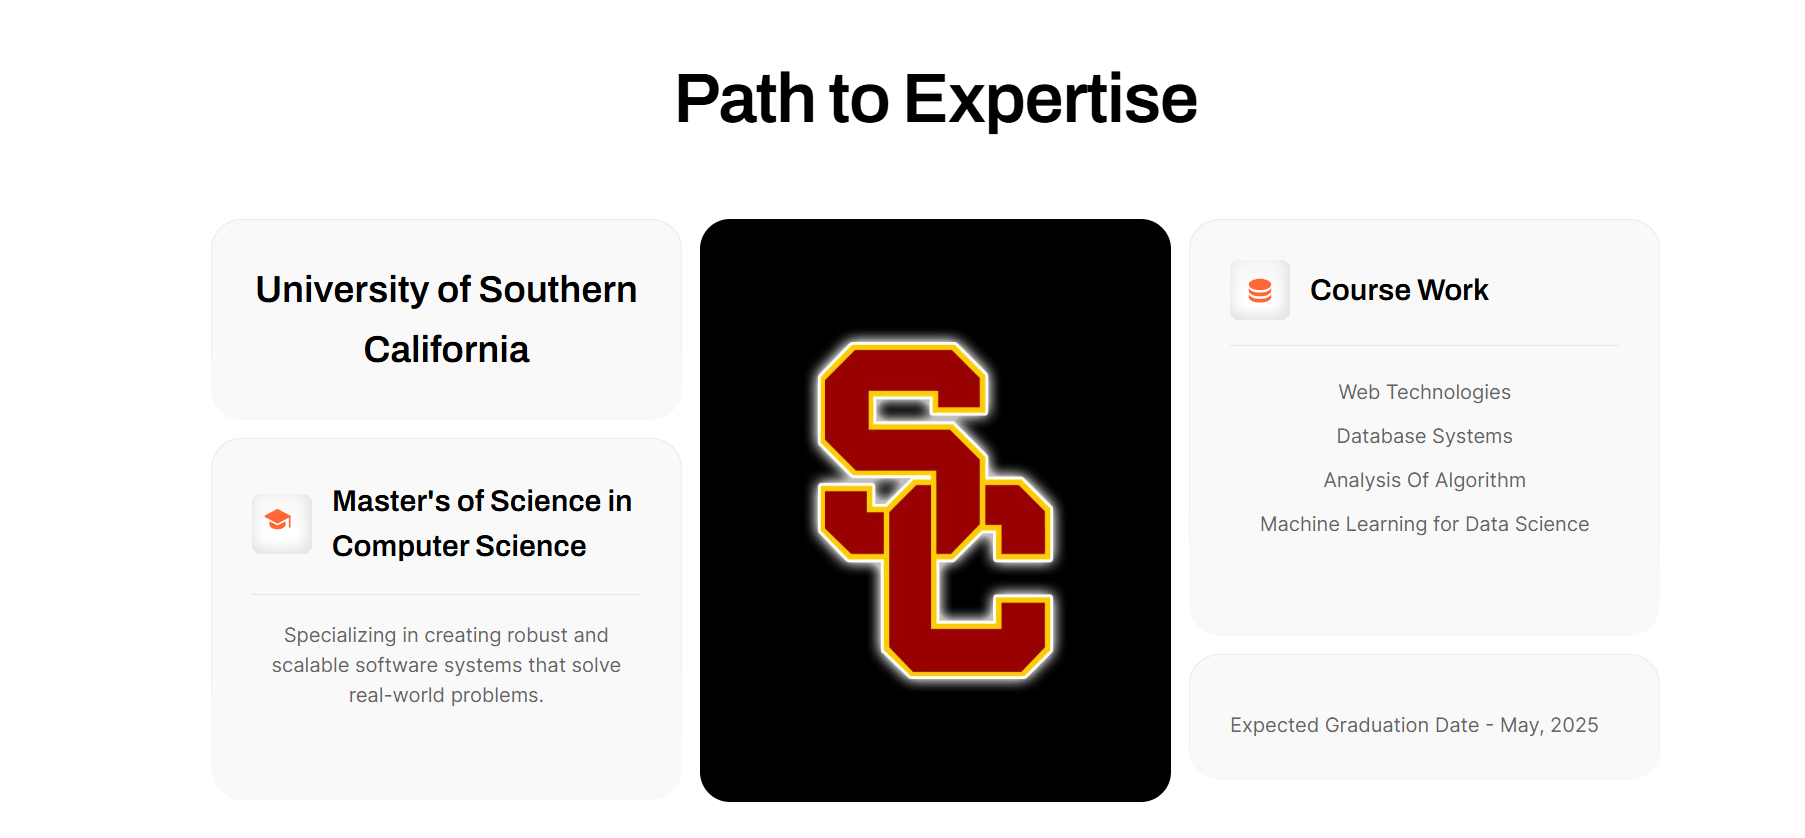 Path to Expertise
University of Southern
California
Master's of Science in
Computer Science
Specializing in creating robust and
scalable software systems that solve
real-world problems.
SC
Course Work
Web Technologies
Database Systems
Analysis Of Algorithm
Machine Learning for Data Science
Expected Graduation Date - May, 2025